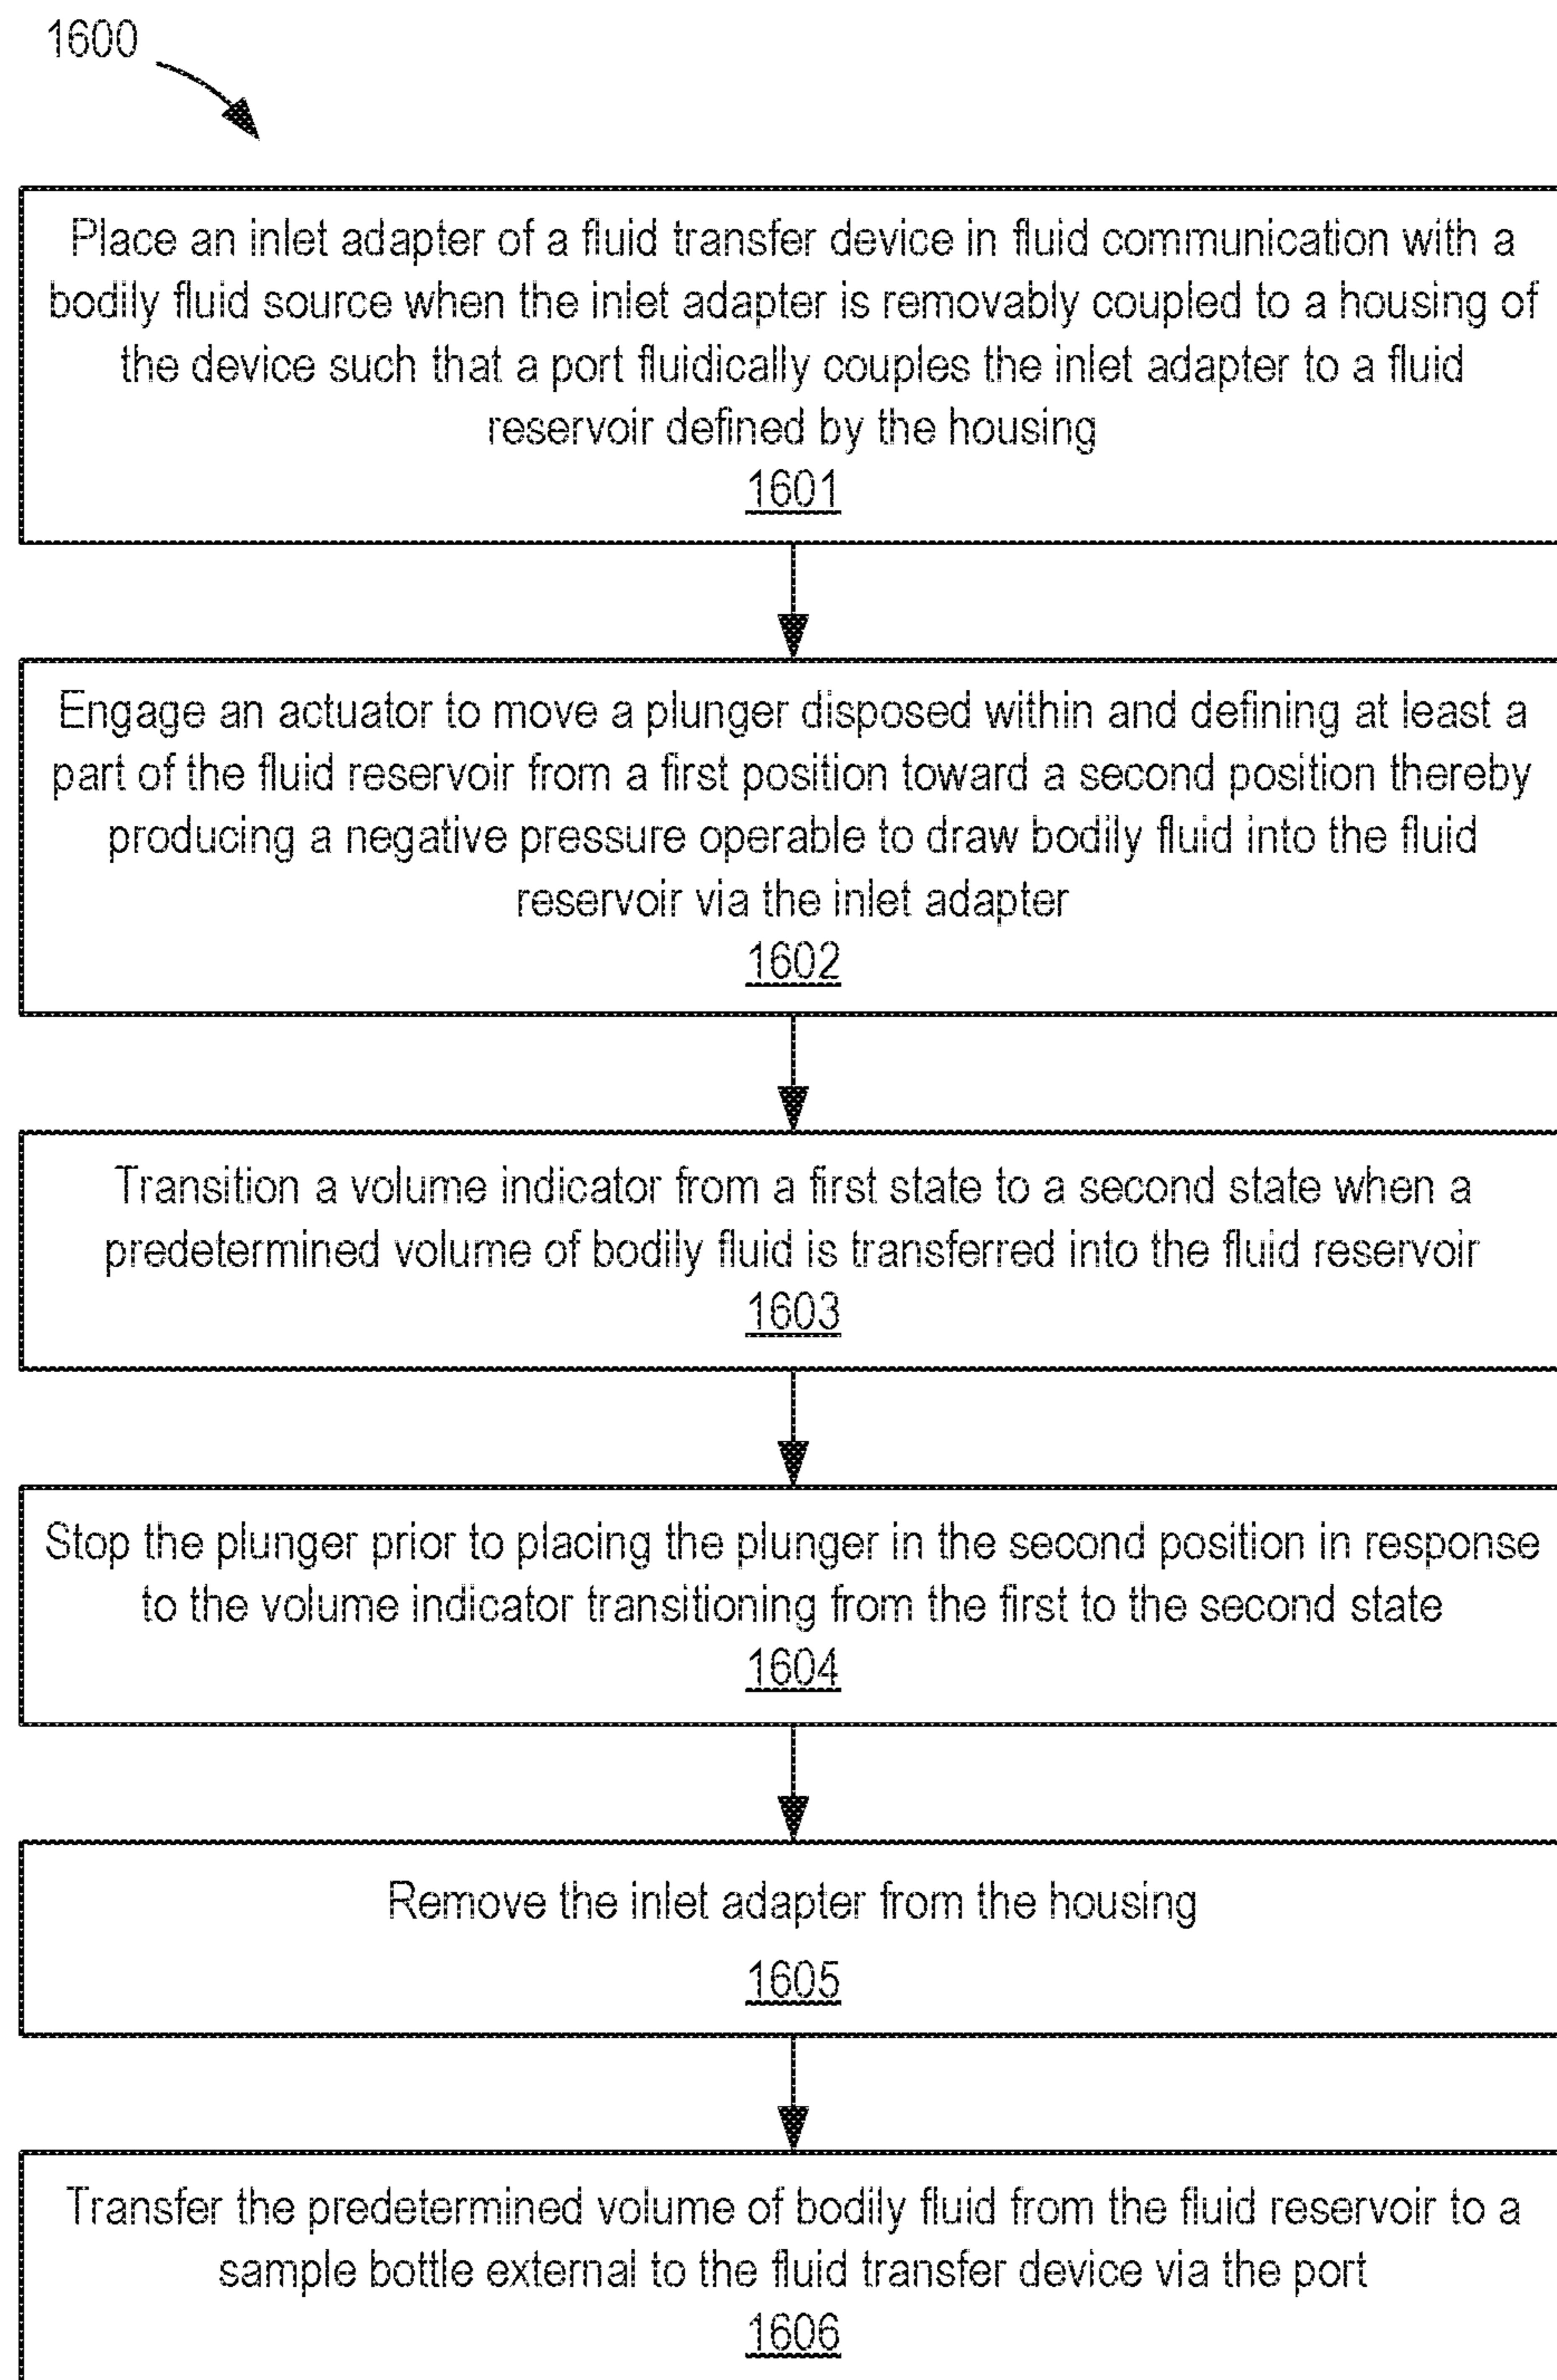 1600
Place an inlet adapter of a fluid transfer device in fluid communication with a
bodily fluid source when the inlet adapter is removably coupled to a housing of
the device such that a port fluidically couples the inlet adapter to a fluid
reservoir defined by the housing
1601
Engage an actuator to move a plunger disposed within and defining at least a
part of the fluid reservoir from a first position toward a second position thereby
producing a negative pressure operable to draw bodily fluid into the fluid
reservoir via the inlet adapter
1602
Transition a volume indicator from a first state to a second state when a
predetermined volume of bodily fluid is transferred into the fluid reservoir
1603
Stop the plunger prior to placing the plunger in the second position in response
to the volume indicator transitioning from the first to the second state
1604
Remove the inlet adapter from the housing
1605
Transfer the predetermined volume of bodily fluid from the fluid reservoir to a
sample bottle external to the fluid transfer device via the port
1606